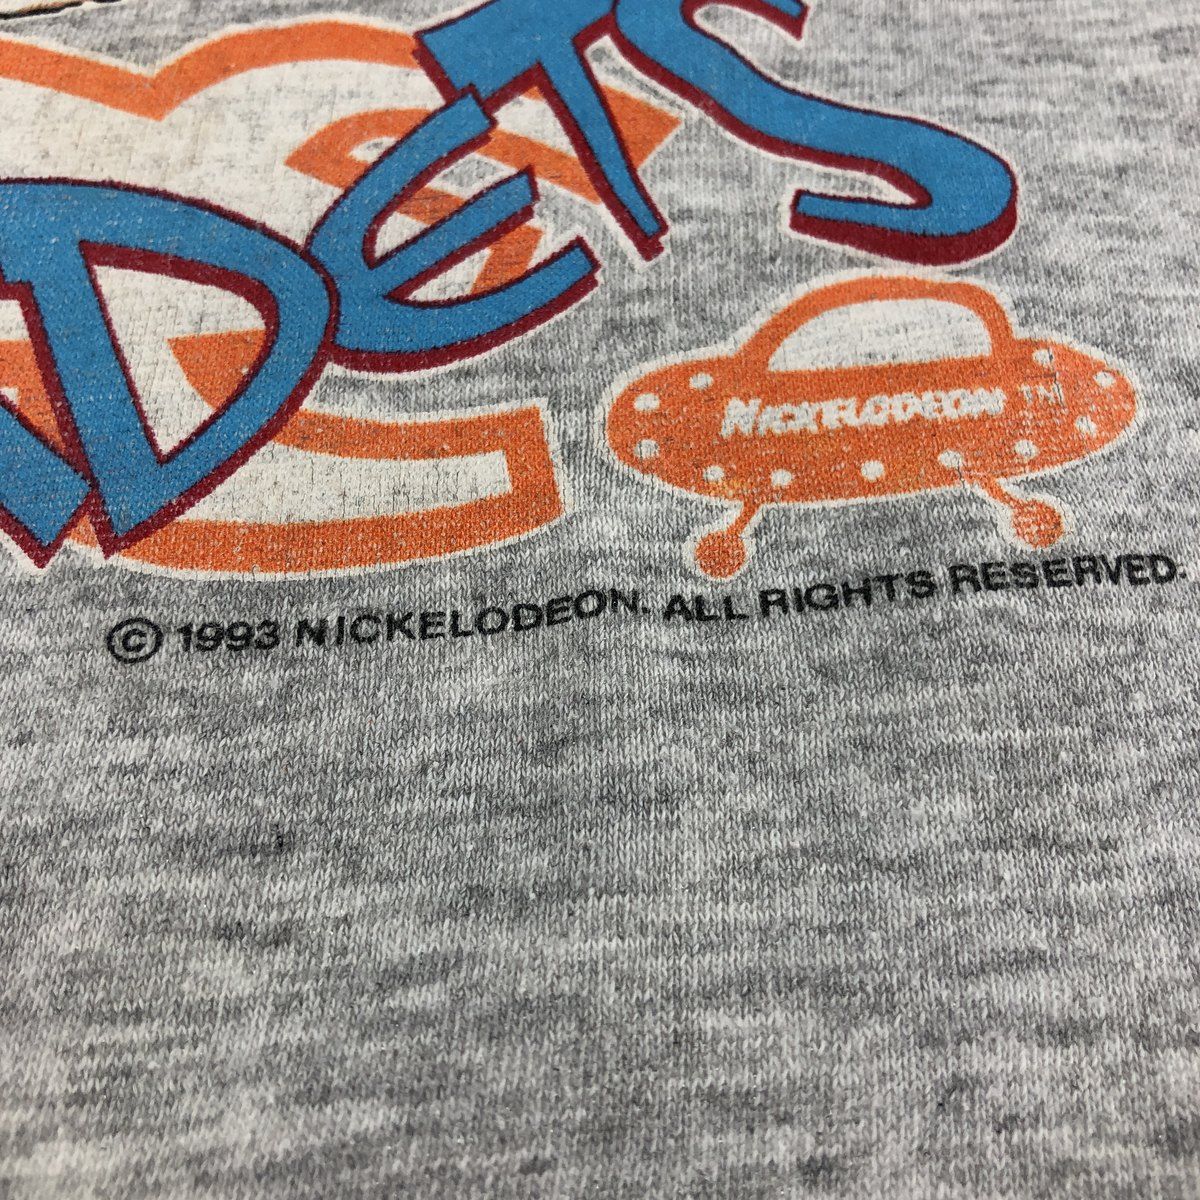 DETS
NICKELODEON TM
© 1993 NICKELODEON. ALL RIGHTS RESERVED.